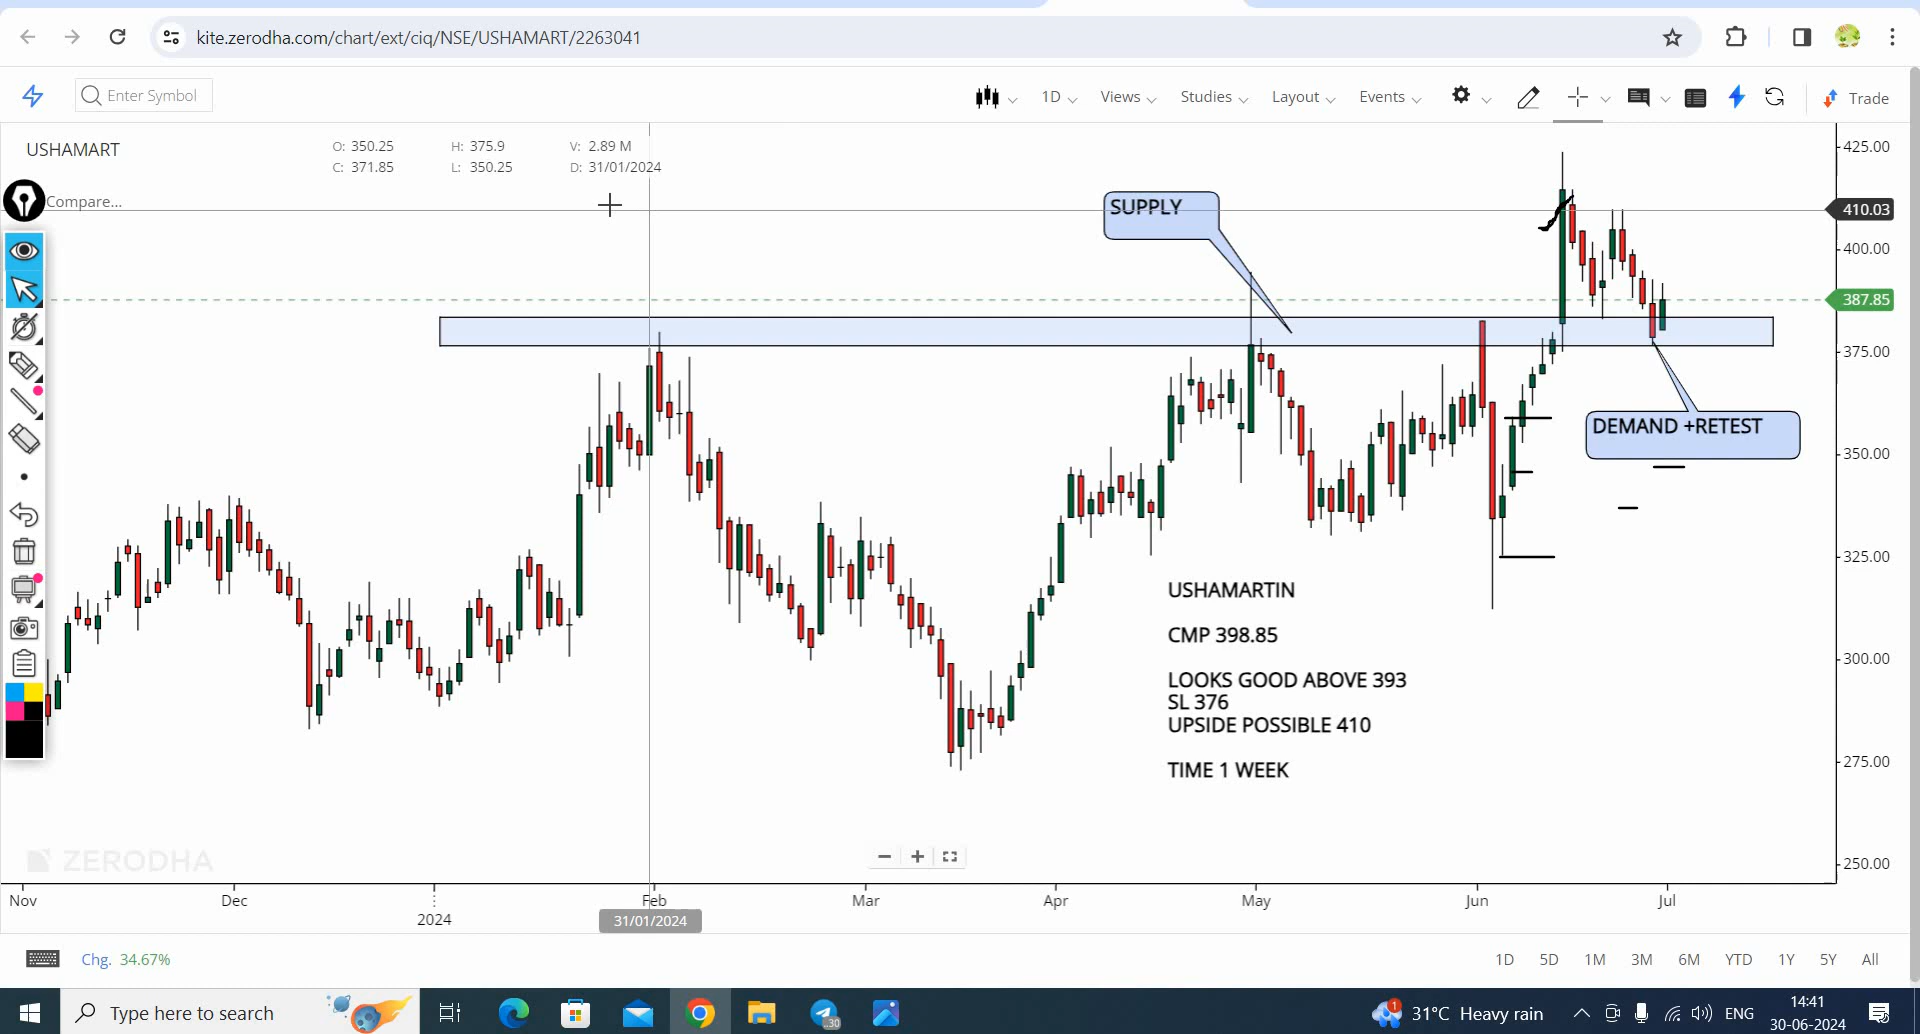 kite.zerodha.com/chart/ext/ciq/NSE/USHAMART/2263041
Enter Symbol
1D
Views
Studies
Layout
Events
Trade
USHAMART
O: 350.25 H: 375.9 V: 2.89 M
C: 371.85 L: 350.25 D: 31/01/2024
Compare...
425.00
410.03
400.00
387.85
375.00
350.00
325.00
300.00
275.00
250.00
SUPPLY
DEMAND +RETEST
USHAMARTIN
CMP 398.85
LOOKS GOOD ABOVE 393
SL 376
UPSIDE POSSIBLE 410
TIME 1 WEEK
ZERODHA
Nov Dec Feb Mar Apr May Jun Jul
2024
31/01/2024
Chg. 34.67%
1D 5D 1M 3M 6M YTD 1Y 5Y All
Type here to search
.30
1
31°C Heavy rain
ENG
14:41
30-06-2024